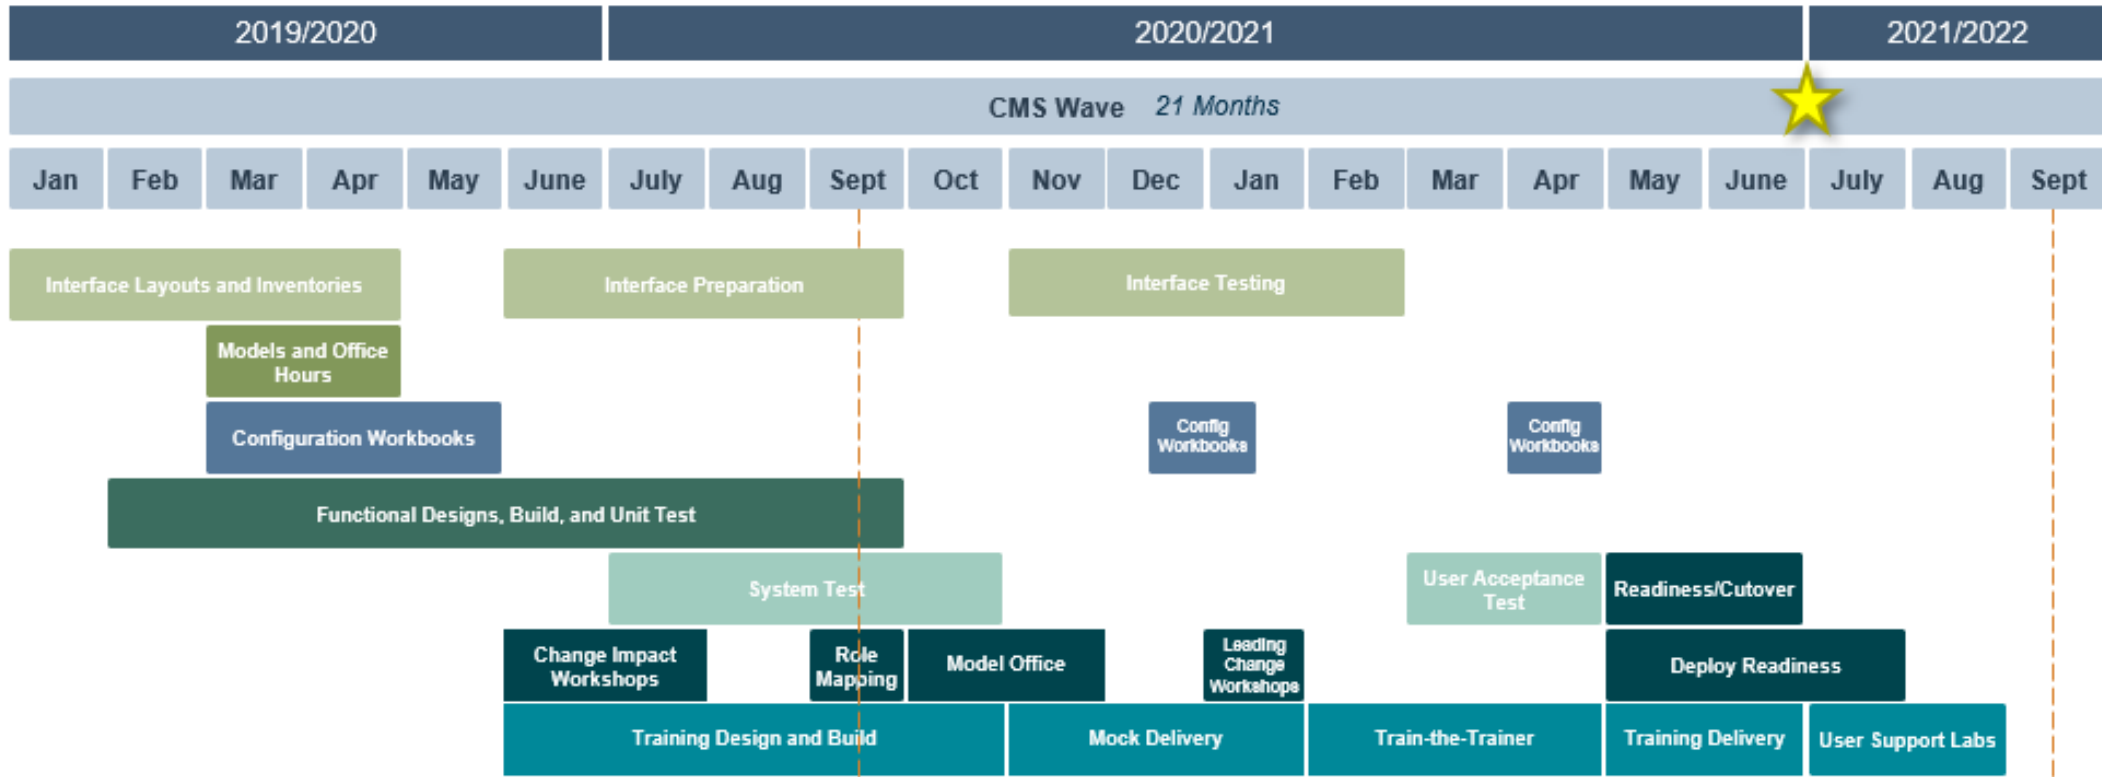 2019/2020
2020/2021
2021/2022
CMS Wave 21 Months
Jan Feb Mar Apr May June July Aug Sept Oct Nov Dec Jan Feb Mar Apr May June July Aug Sept
Interface Layouts and Inventories
Interface Preparation
Interface Testing
Models and Office
Hours
Configuration Workbooks
Config
Workbooks
Config
Workbooks
Functional Designs, Build, and Unit Test
System Test
User Acceptance
Test
Readiness/Cutover
Change Impact
Workshops
Role
Mapping
Model Office
Leading
Change
Workshops
Deploy Readiness
Training Design and Build
Mock Delivery
Train-the-Trainer
Training Delivery
User Support Labs